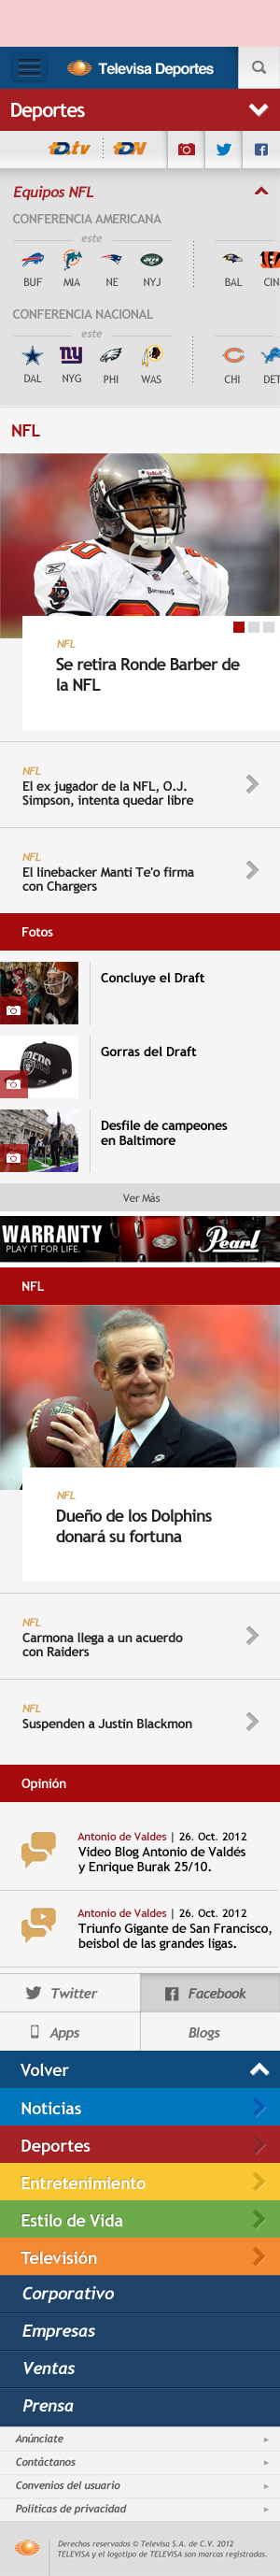 Televisa Deportes
Deportes
TD.tv TDN
Equipos NFL
CONFERENCIA AMERICANA
este
BUF MIA NE NYJ BAL CIN
CONFERENCIA NACIONAL
este
DAL NYG PHI WAS CHI DET
NFL
NFL
Se retira Ronde Barber de
la NFL
NFL
El ex jugador de la NFL, O.J.
Simpson, intenta quedar libre
NFL
El linebacker Manti Te'o firma
con Chargers
Fotos
Concluye el Draft
Gorras del Draft
Desfile de campeones
en Baltimore
Ver Más
WARRANTY
PLAY IT FOR LIFE.
Pearl
NFL
NFL
Dueño de los Dolphins
donará su fortuna
NFL
Carmona llega a un acuerdo
con Raiders
NFL
Suspenden a Justin Blackmon
Opinión
Antonio de Valdes | 26. Oct. 2012
Video Blog Antonio de Valdés
y Enrique Burak 25/10.
Antonio de Valdes | 26. Oct. 2012
Triunfo Gigante de San Francisco,
beisbol de las grandes ligas.
Twitter Facebook
Apps Blogs
Volver
Noticias
Deportes
Entretenimiento
Estilo de Vida
Televisión
Corporativo
Empresas
Ventas
Prensa
Anúnciate
Contáctanos
Convenios del usuario
Politicas de privacidad
Derechos reservados © Televisa S.A. de C.V. 2012
TELEVISA y el logotipo de TELEVISA son marcas registradas.